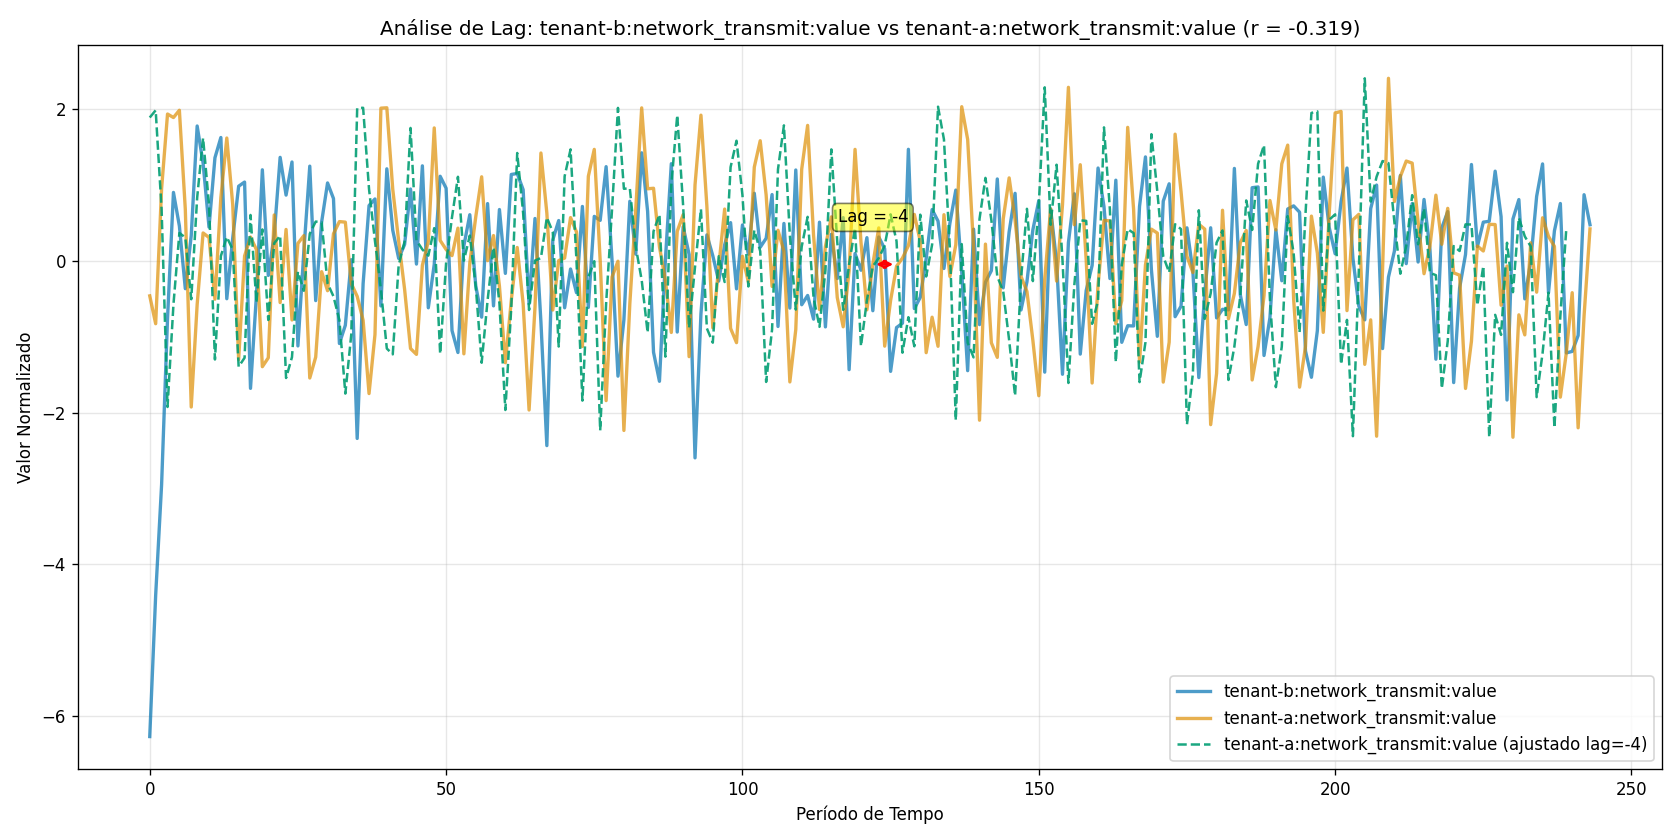 Análise de Lag: tenant-b:network_transmit:value vs tenant-a:network_transmit:value (r = -0.319)
Valor Normalizado
2
0
−2
−4
−6
Lag = -4
tenant-b:network_transmit:value
tenant-a:network_transmit:value
tenant-a:network_transmit:value (ajustado lag=-4)
0 50 100 150 200 250
Período de Tempo